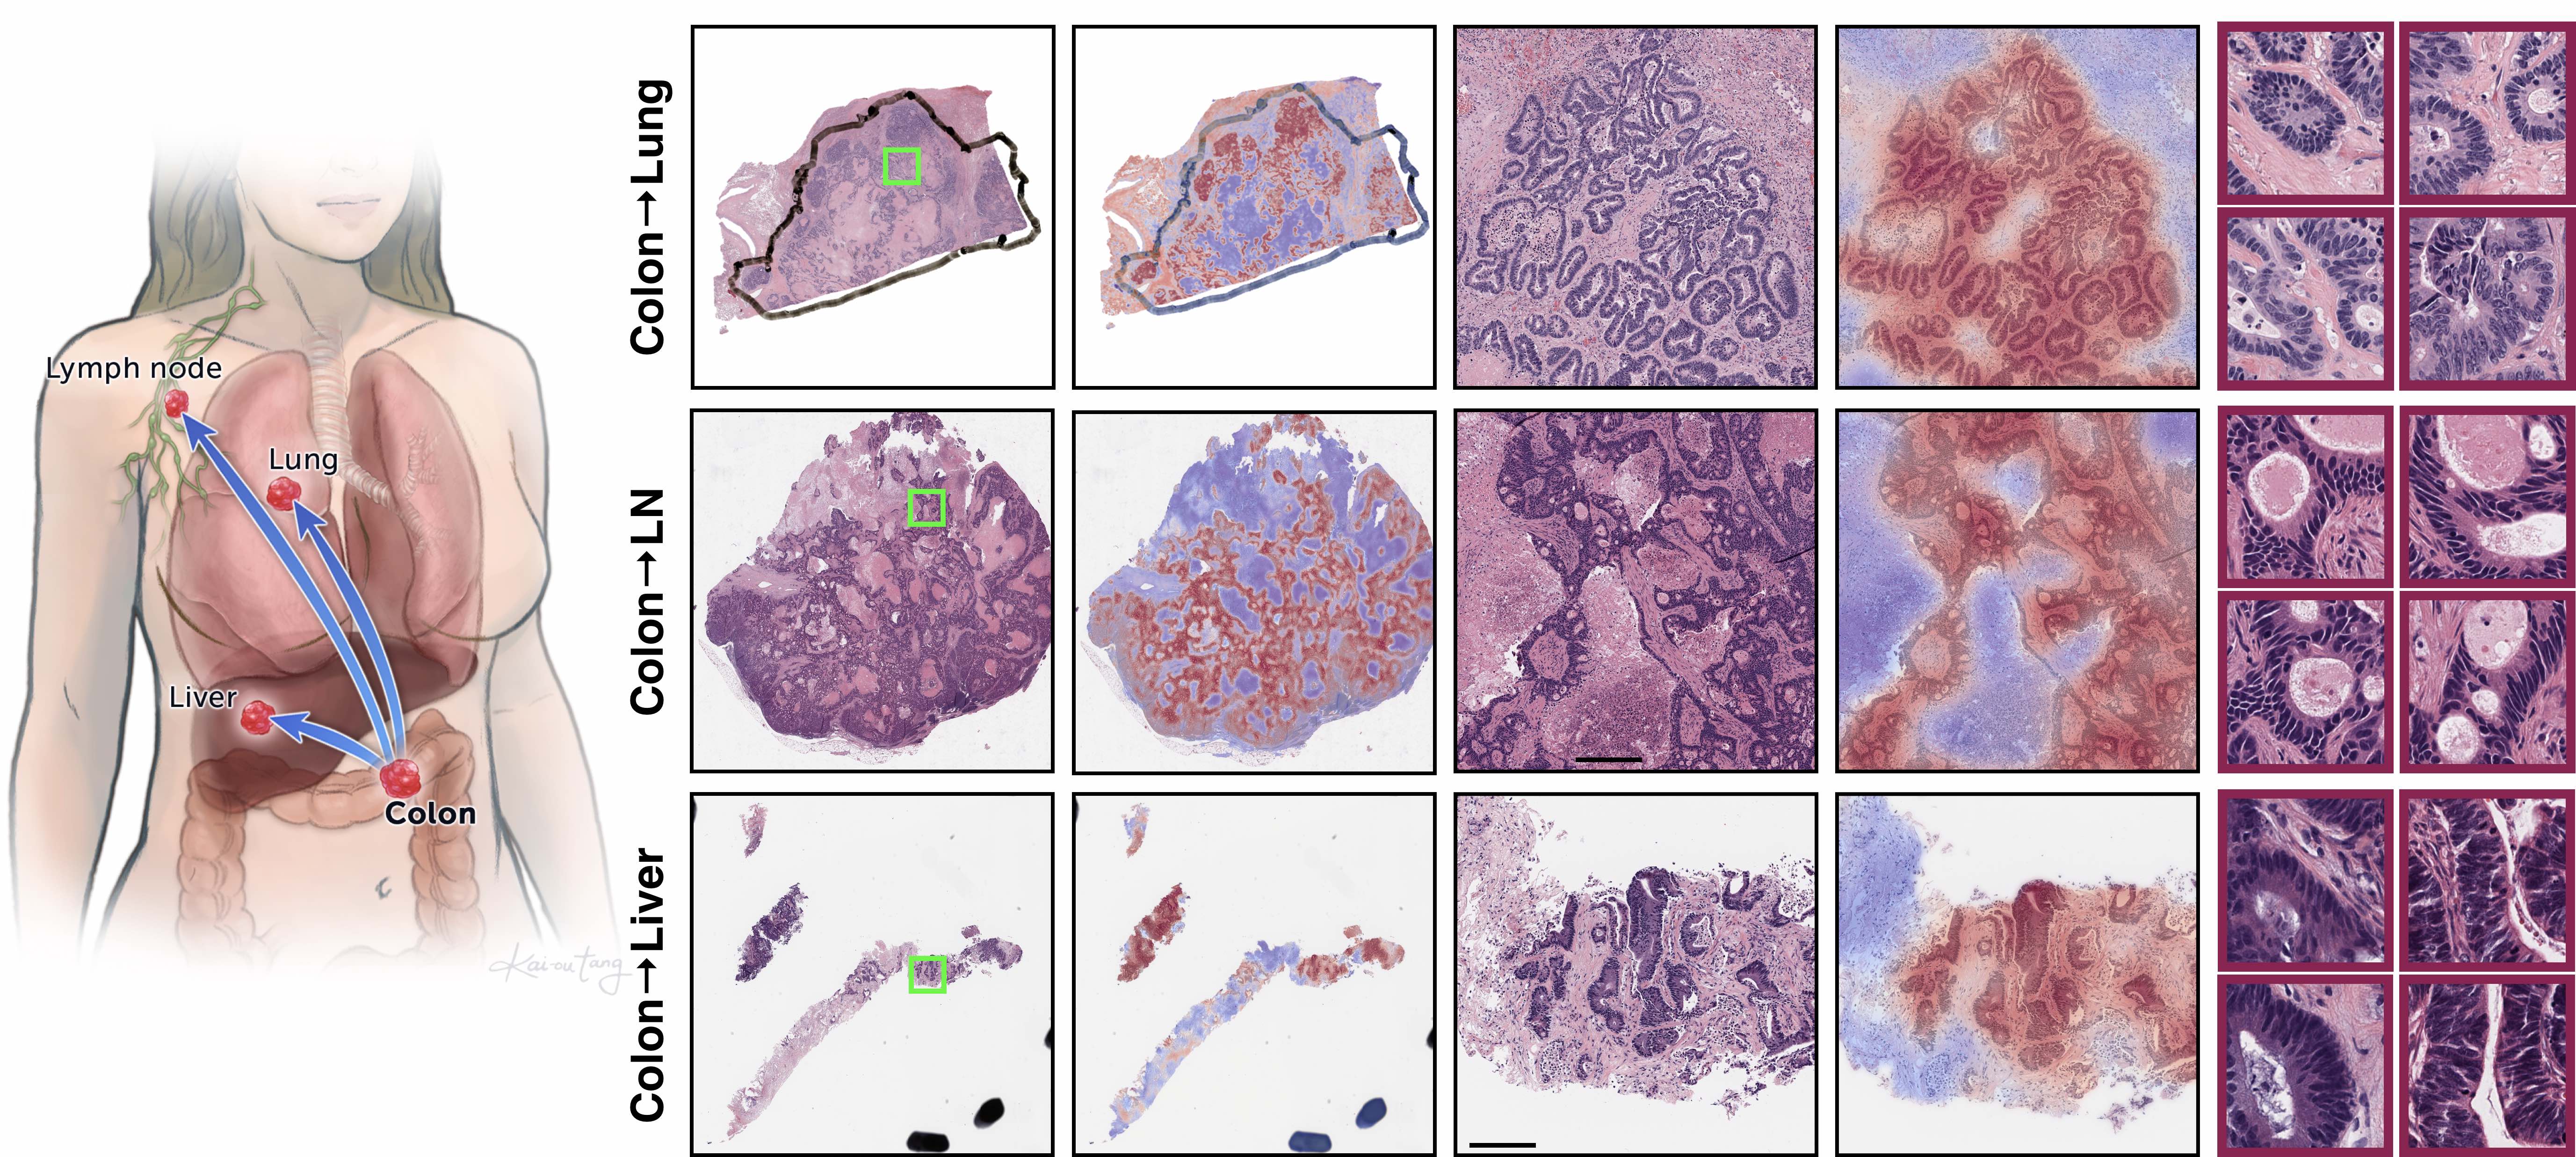 Lymph node
Lung
Liver
Colon
Kai-ou Tang
Colon→Lung
Colon→LN
Colon→Liver